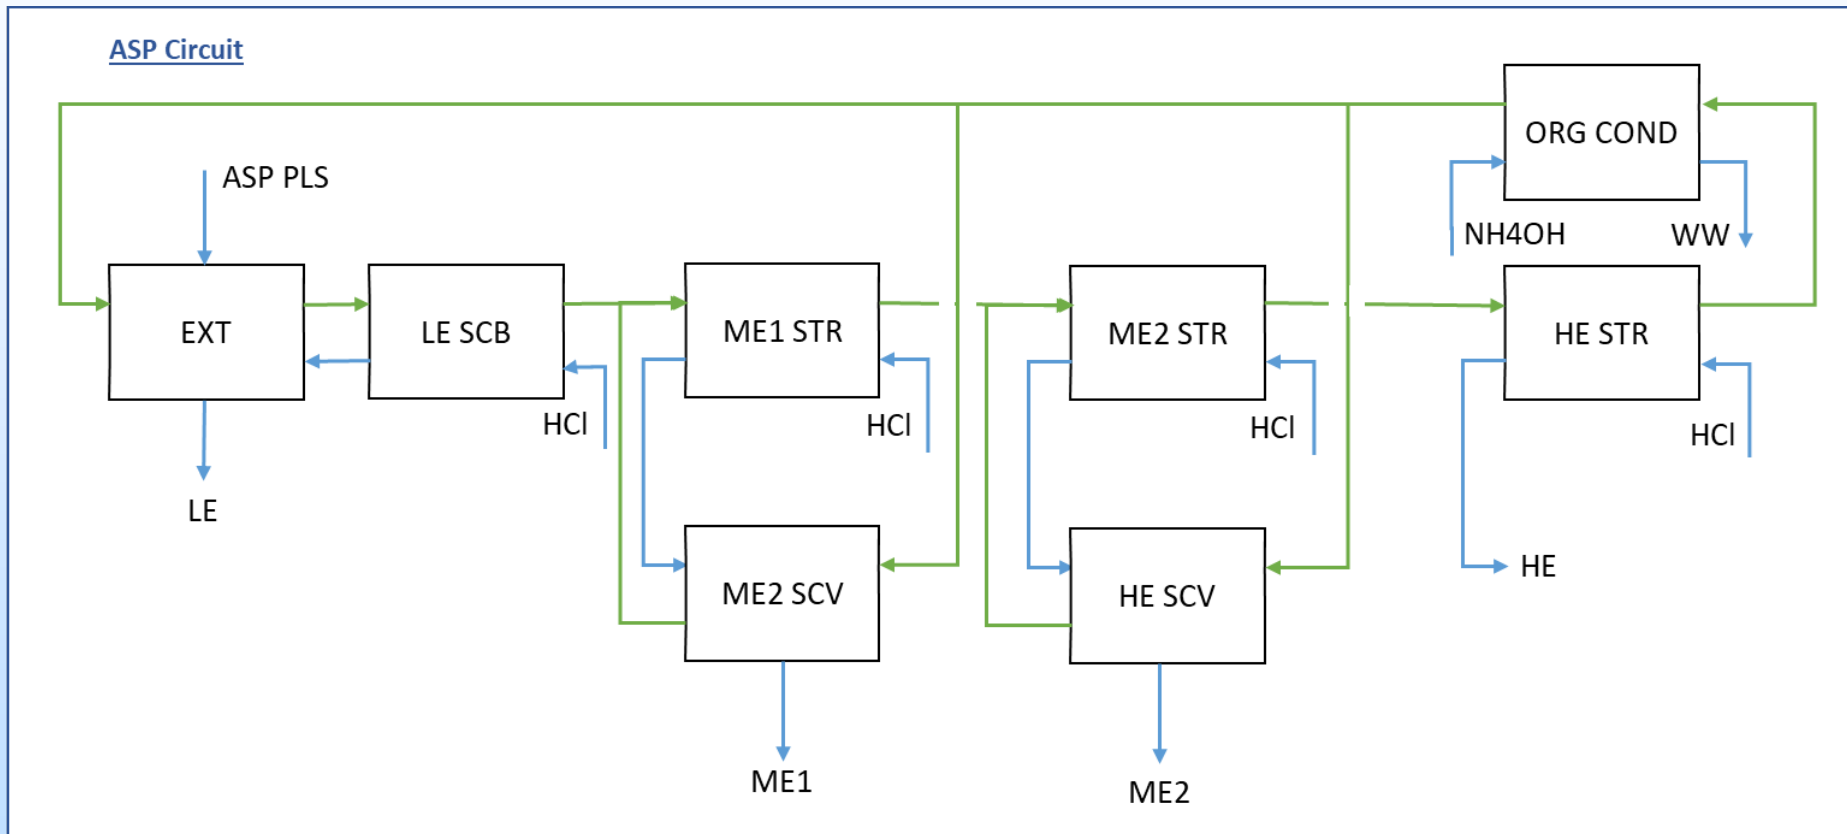 ASP Circuit
ORG COND
ASP PLS
NH4OH
WW
EXT
LE SCB
ME1 STR
ME2 STR
HE STR
HCl
HCl
HCl
HCl
LE
ME2 SCV
HE SCV
HE
ME1
ME2